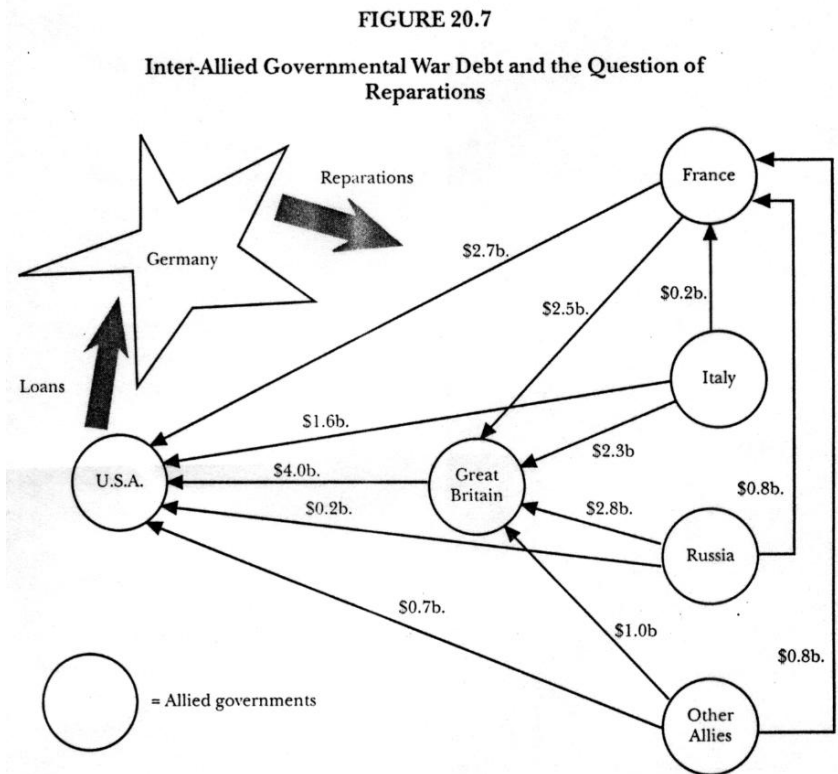 FIGURE 20.7
Inter-Allied Governmental War Debt and the Question of
Reparations
Reparations
France
Germany
$2.7b.
$2.5b.
$0.2b.
Loans
Italy
$1.6b.
$2.3b
U.S.A.
$4.0b.
Great
Britain
$0.8b.
$0.2b.
$2.8b.
Russia
$0.7b.
$1.0b
$0.8b.
= Allied governments
Other
Allies